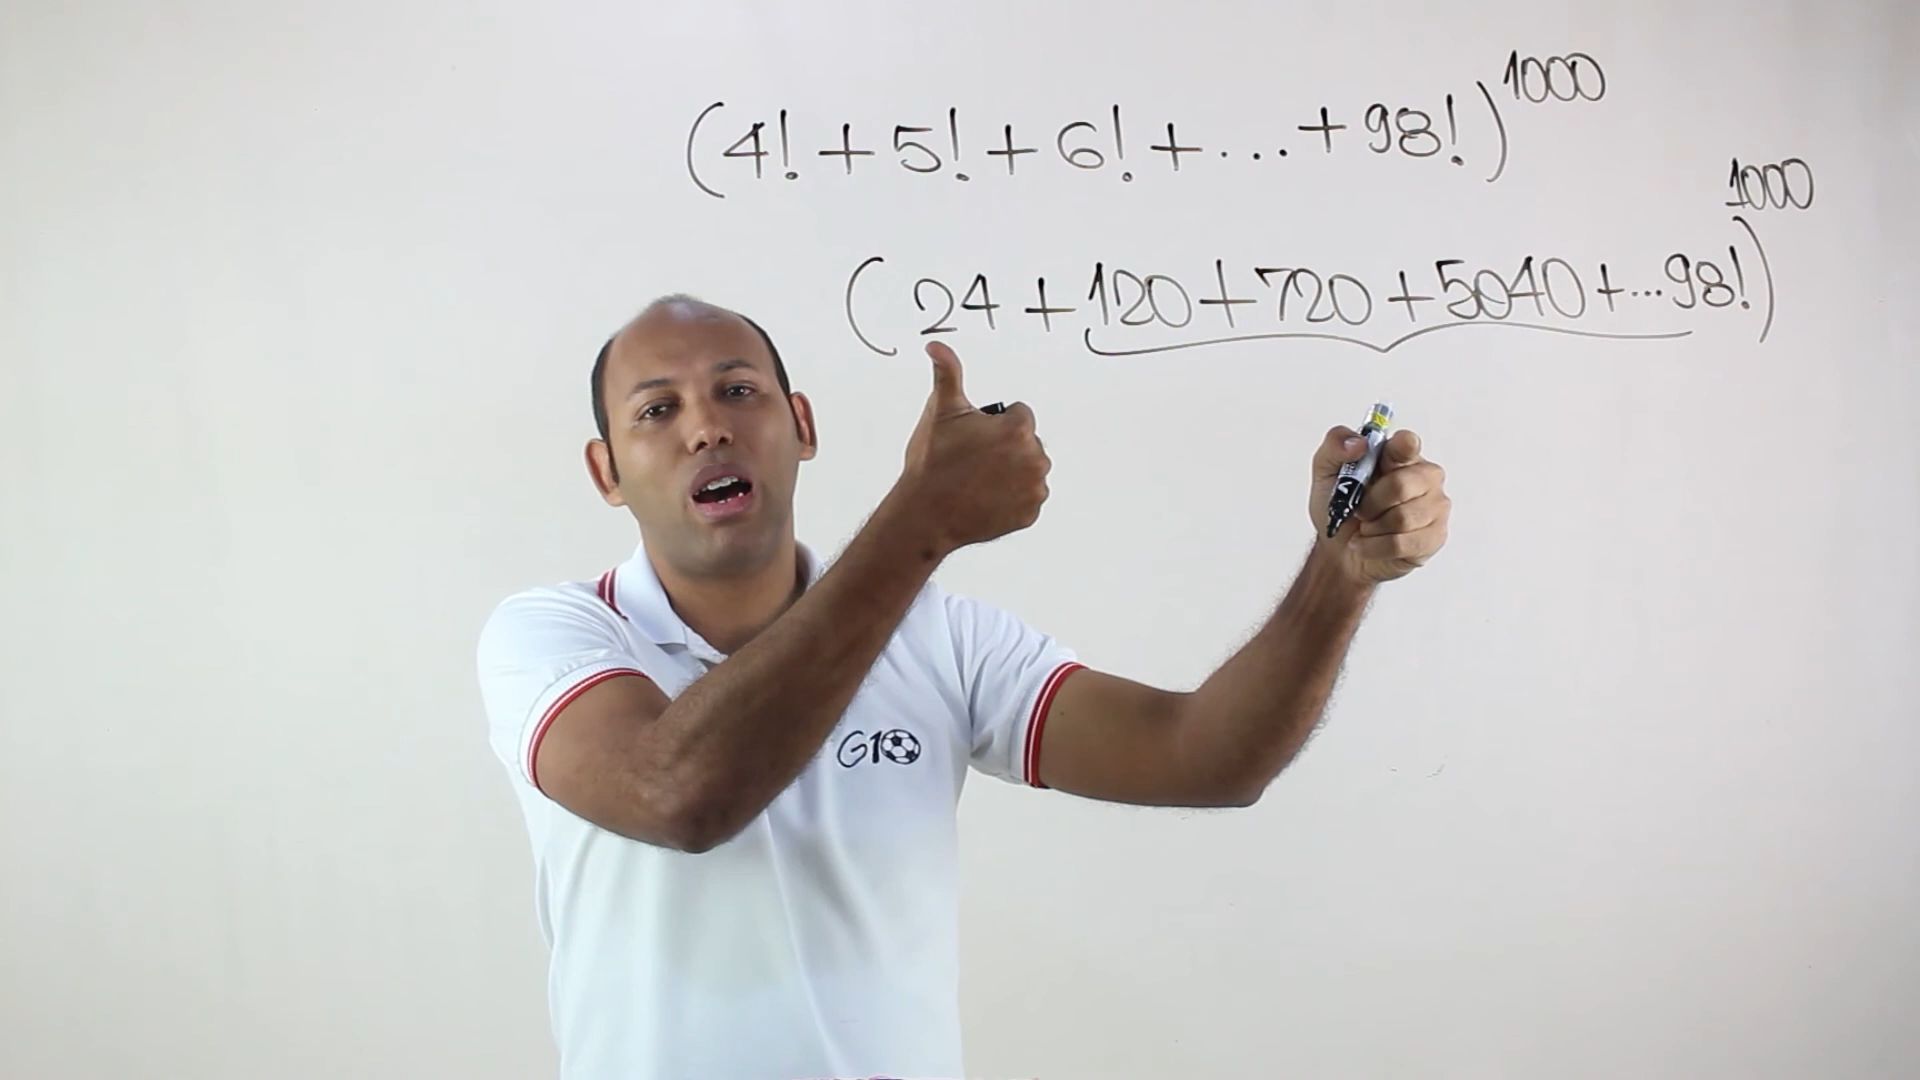 (4! + 5! + 6! + ... + 98!)^1000
(24 + 120 + 720 + 5040 + ... 98!)^1000
G10